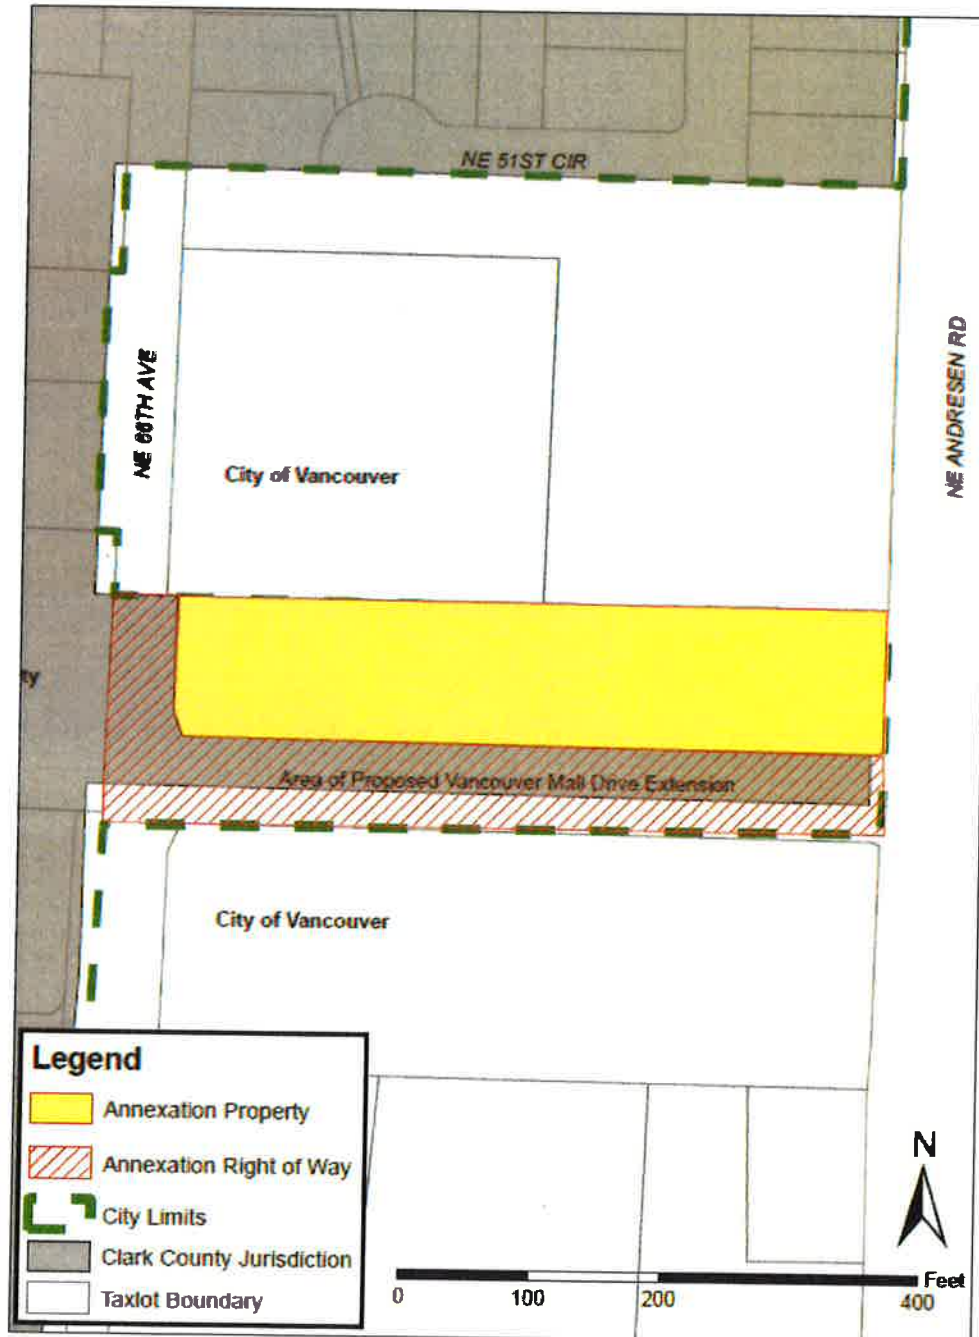 NE 51ST CIR
NE ANDRESEN RD
NE 66TH AVE
City of Vancouver
ty
Area of Proposed Vancouver Mall Drive Extension
City of Vancouver
Legend
Annexation Property
Annexation Right of Way
City Limits
Clark County Jurisdiction
Taxlot Boundary
N
Feet
0 100 200 400